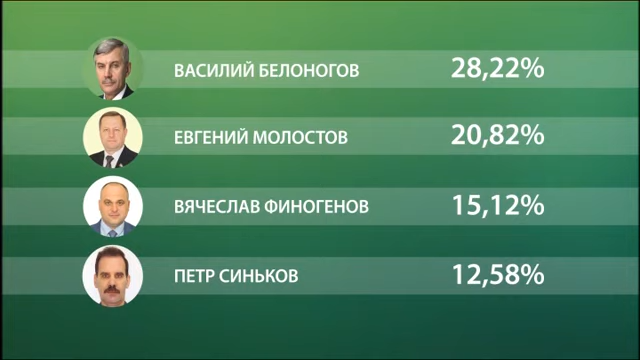 ВАСИЛИЙ БЕЛОНОГОВ 28,22%
ЕВГЕНИЙ МОЛОСТОВ 20,82%
ВЯЧЕСЛАВ ФИНОГЕНОВ 15,12%
ПЕТР СИНЬКОВ 12,58%